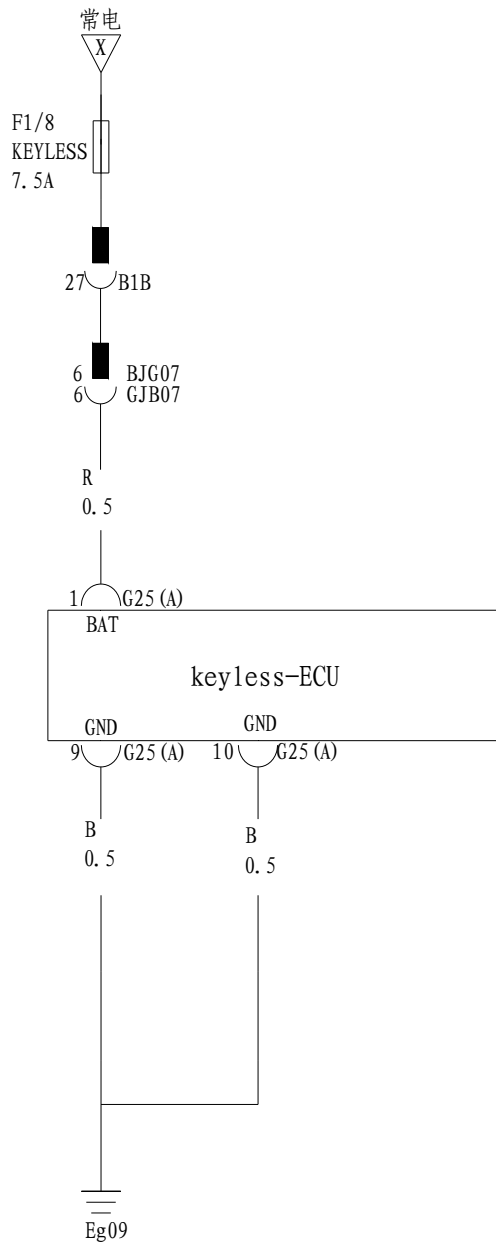 常电
X
F1/8
KEYLESS
7.5A
27 B1B
6 BJG07
6 GJB07
R
0.5
1 G25(A)
BAT
keyless-ECU
GND GND
9 G25(A) 10 G25(A)
B B
0.5 0.5
Eg09